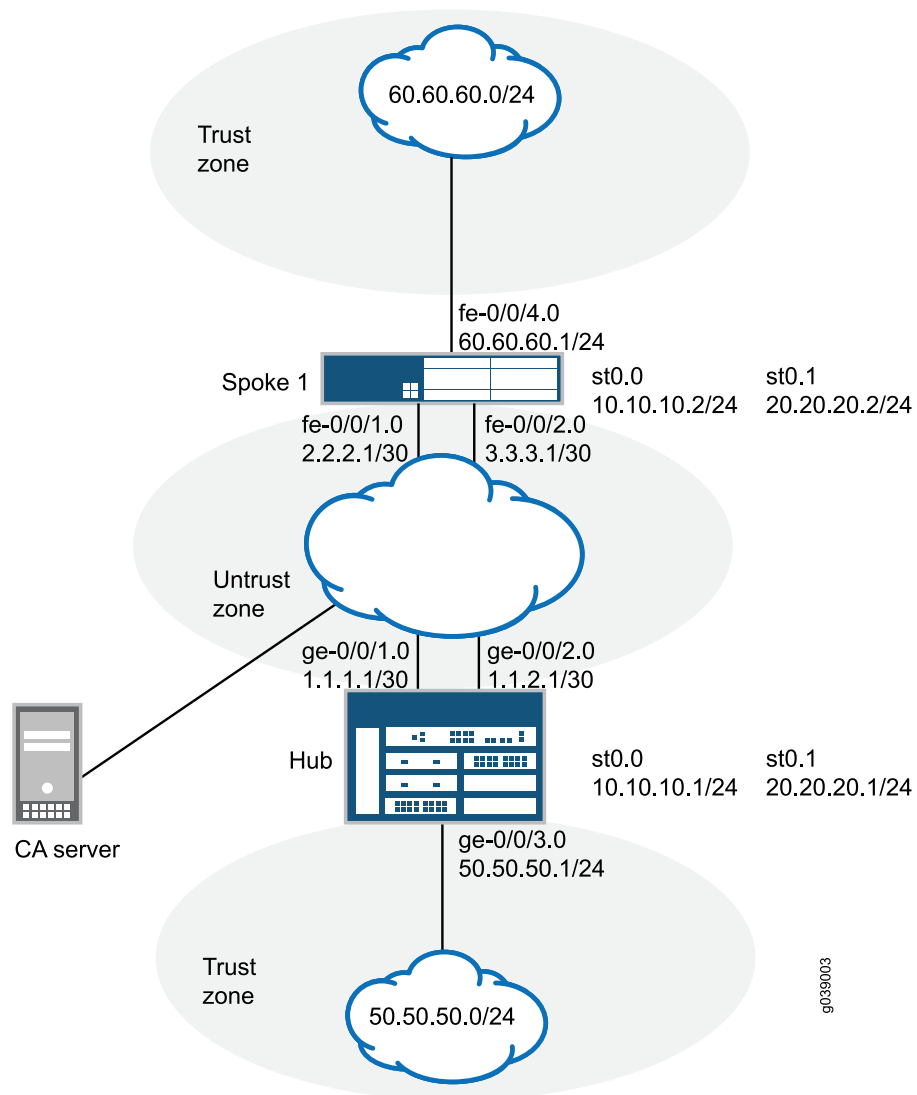 60.60.60.0/24
Trust
zone
fe-0/0/4.0
60.60.60.1/24
Spoke 1
st0.0
10.10.10.2/24
st0.1
20.20.20.2/24
fe-0/0/1.0
2.2.2.1/30
fe-0/0/2.0
3.3.3.1/30
Untrust
zone
ge-0/0/1.0
1.1.1.1/30
ge-0/0/2.0
1.1.2.1/30
Hub
st0.0
10.10.10.1/24
st0.1
20.20.20.1/24
CA server
ge-0/0/3.0
50.50.50.1/24
Trust
zone
50.50.50.0/24
g039003